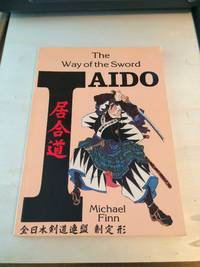 The
Way of the Sword
IAIDO
居合道
Michael
Finn
全日本剣道連盟 制定形